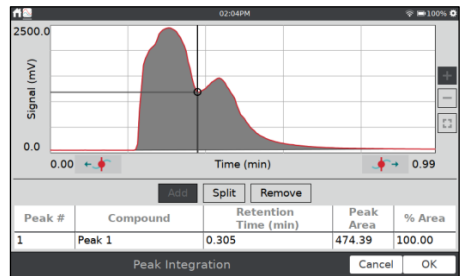 02:04PM 100%
2500.0
Signal (mV)
0.0
0.00 Time (min) 0.99
Add Split Remove
Peak # Compound Retention Time (min) Peak Area % Area
1 Peak 1 0.305 474.39 100.00
Peak Integration Cancel OK